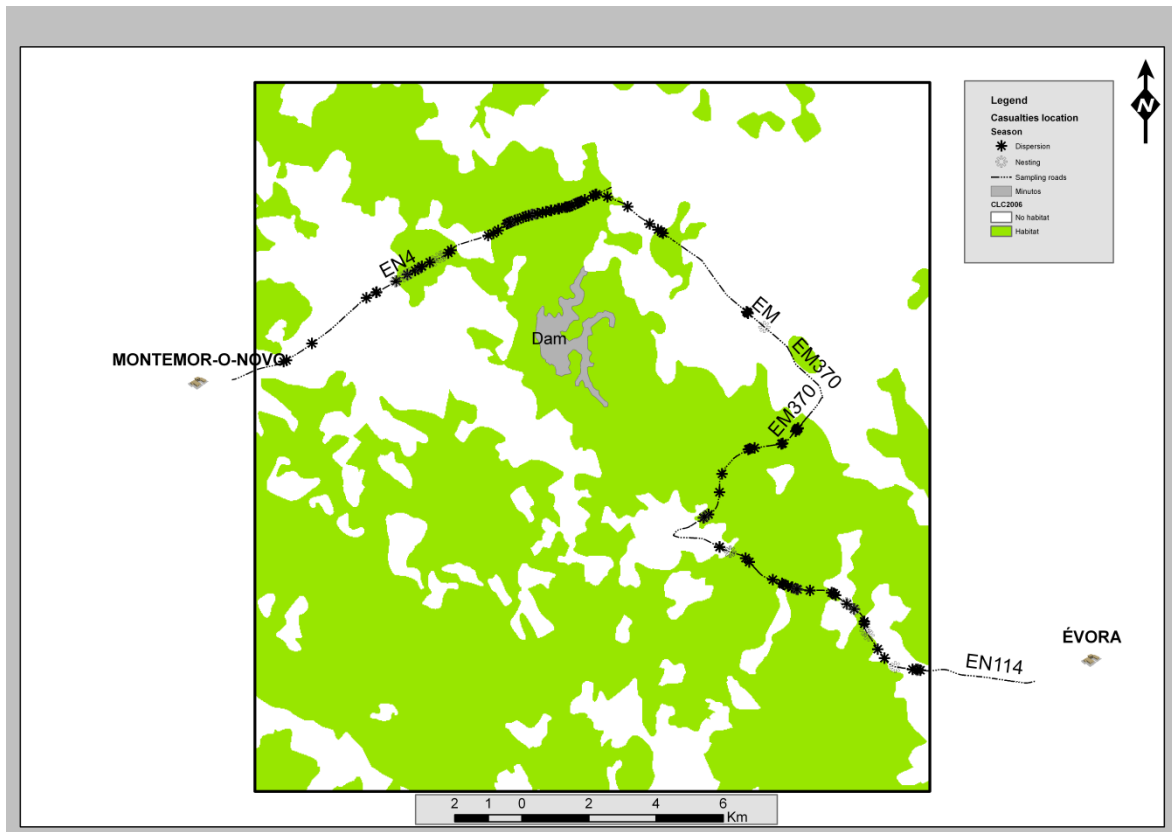 N
Legend
Casualties location
Season
Dispersion
Nesting
Sampling roads
Minutos
CLC2006
No habitat
Habitat
EN4
EM
Dam
MONTEMOR-O-NOVO
EM370
EM370
ÉVORA
EN114
2 1 0 2 4 6
Km